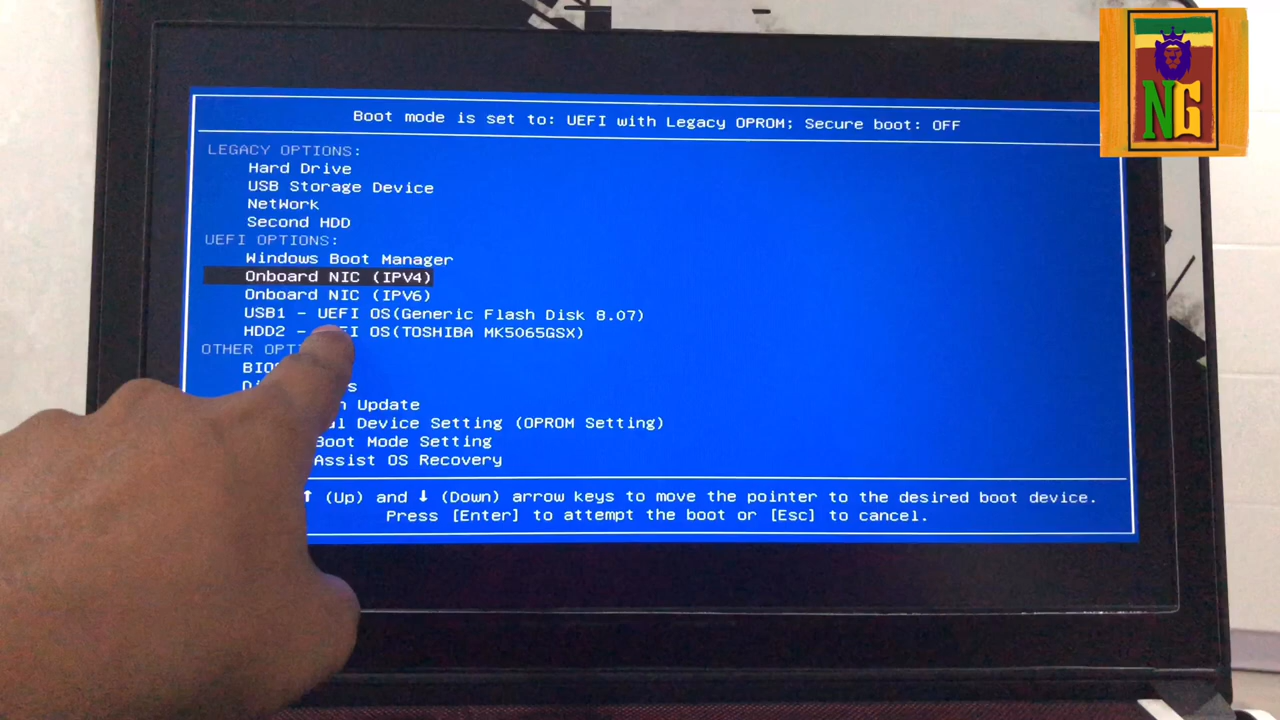 NG
Boot mode is set to: UEFI with Legacy OPROM; Secure boot: OFF
LEGACY OPTIONS:
Hard Drive
USB Storage Device
NetWork
Second HDD
UEFI OPTIONS:
Windows Boot Manager
Onboard NIC (IPV4)
Onboard NIC (IPV6)
USB1 - UEFI OS(Generic Flash Disk 8.07)
HDD2 - OS(TOSHIBA MK5065GSX)
OTHER
Update
Device Setting (OPROM Setting)
Boot Mode Setting
Assist OS Recovery
↑ (Up) and ↓ (Down) arrow keys to move the pointer to the desired boot device.
Press [Enter] to attempt the boot or [Esc] to cancel.